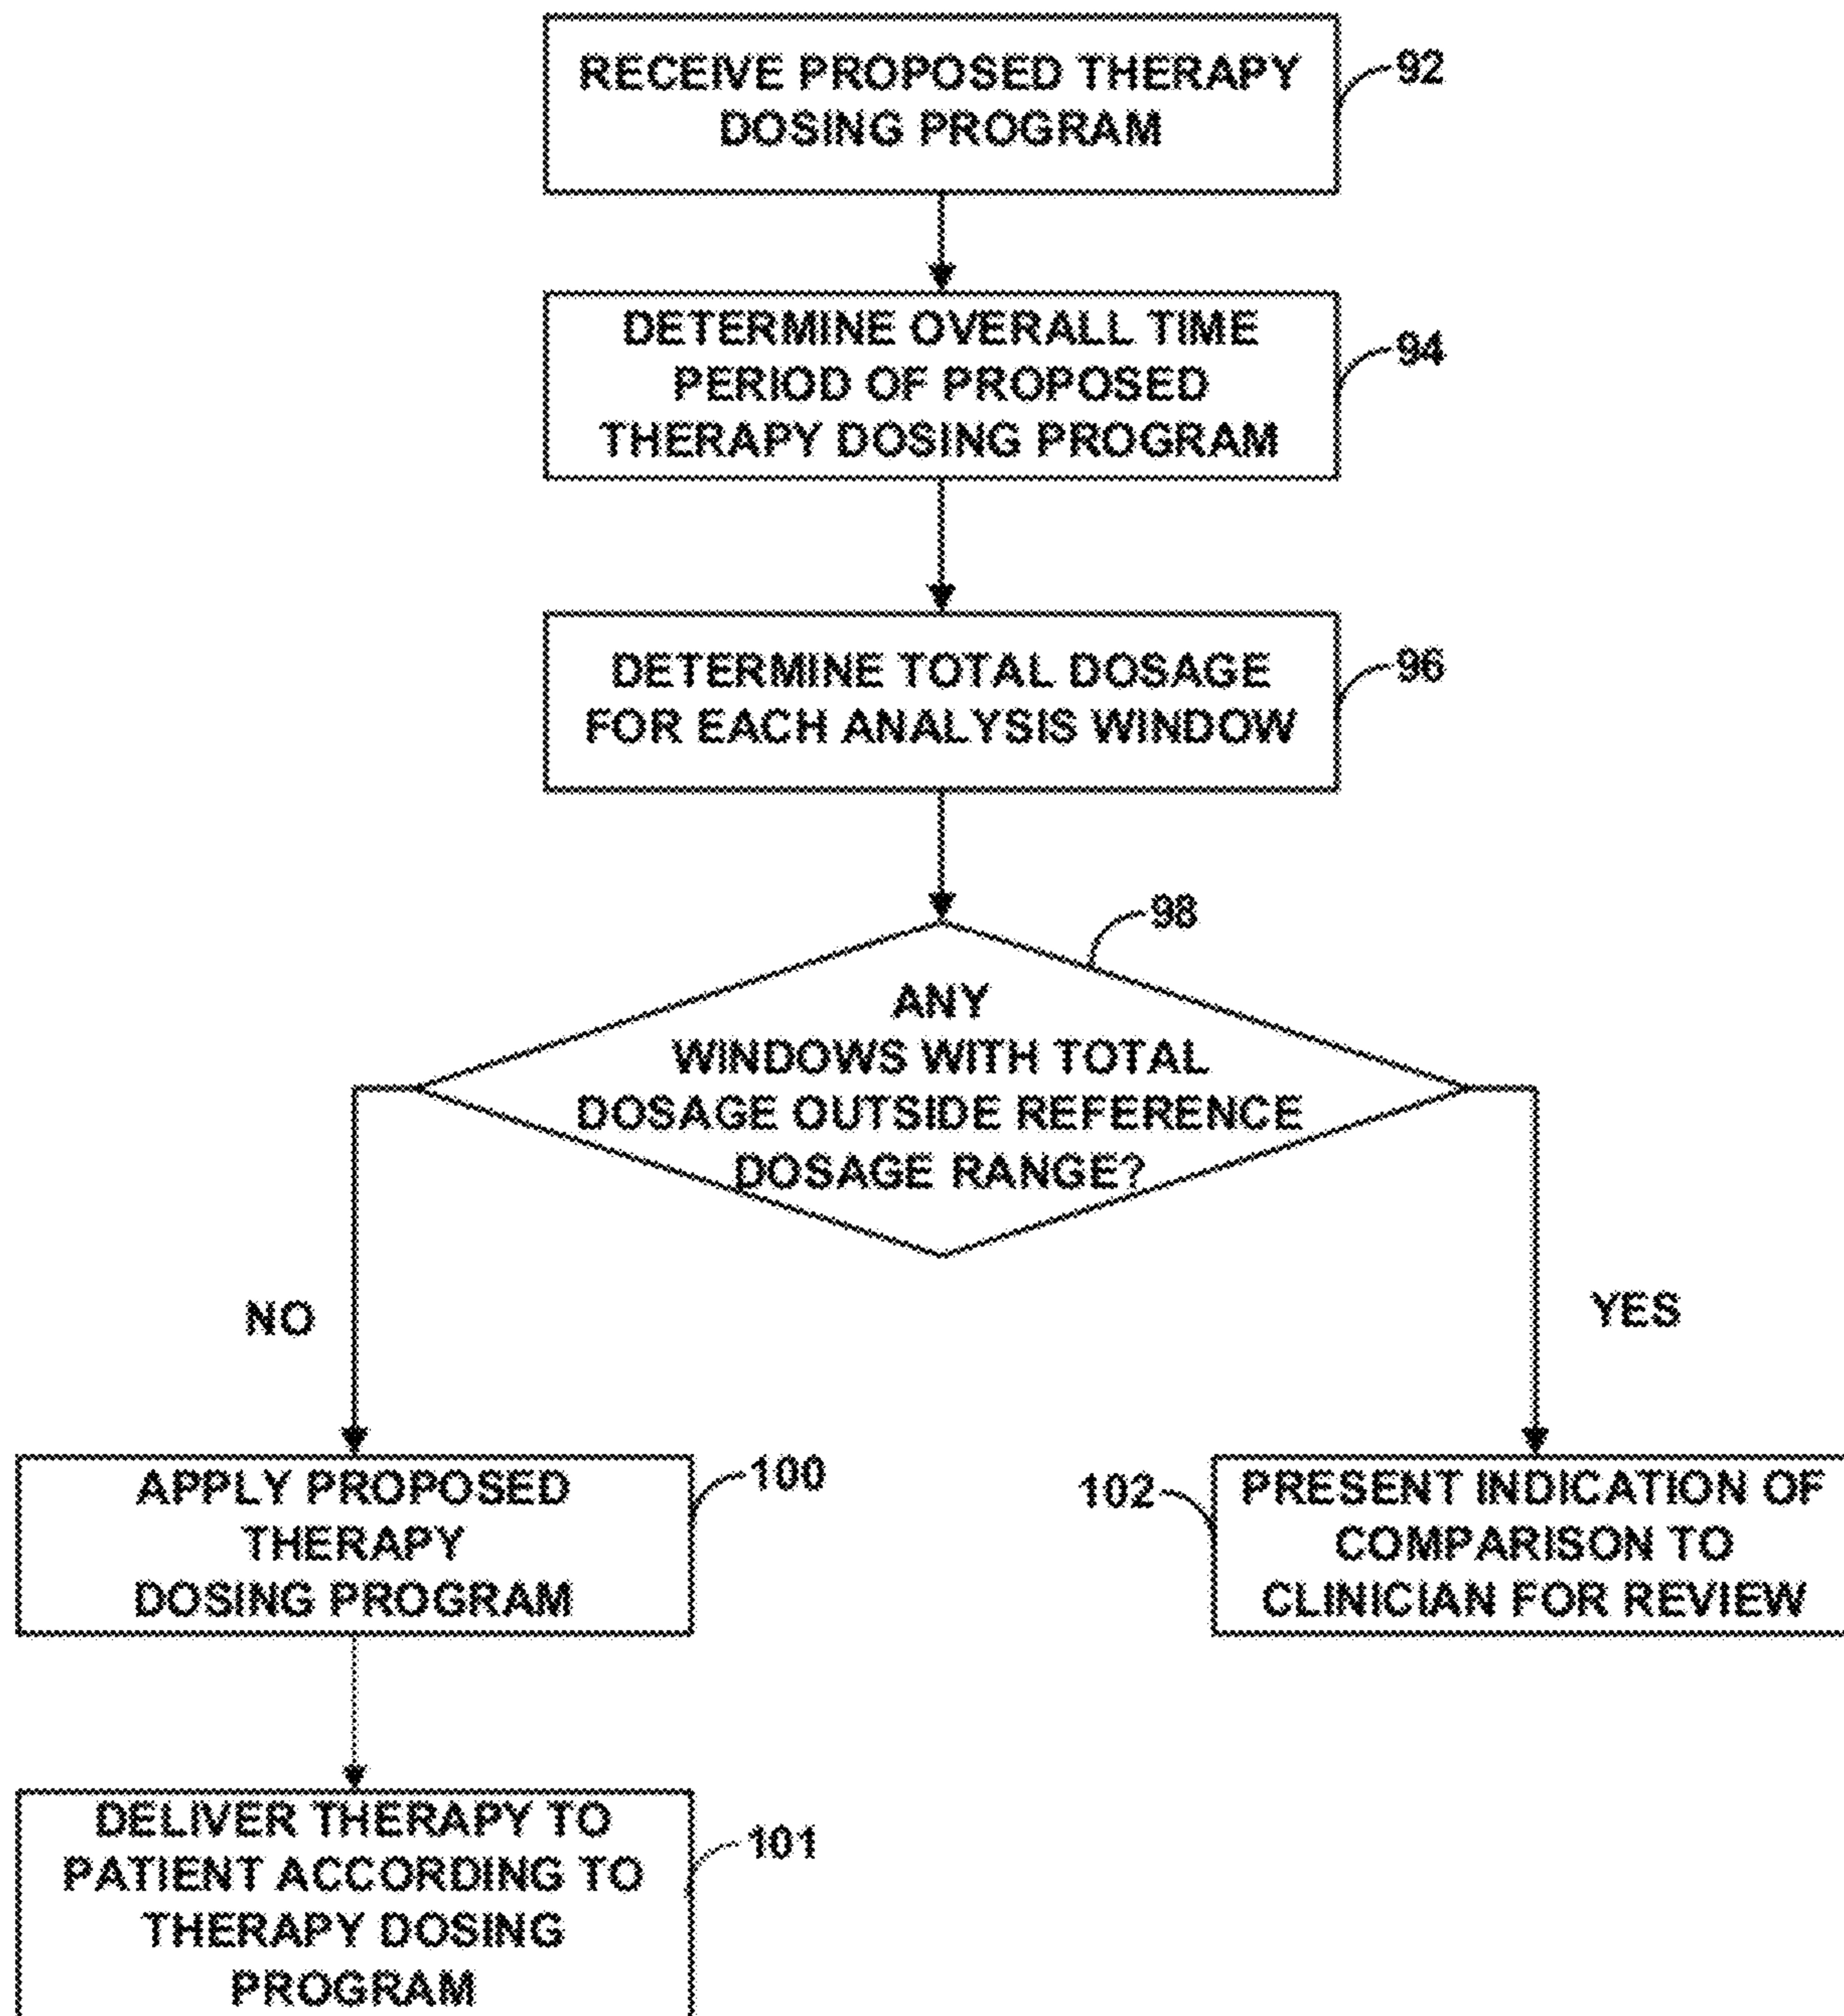 RECEIVE PROPOSED THERAPY
DOSING PROGRAM
92
DETERMINE OVERALL TIME
PERIOD OF PROPOSED
THERAPY DOSING PROGRAM
94
DETERMINE TOTAL DOSAGE
FOR EACH ANALYSIS WINDOW
96
98
ANY
WINDOWS WITH TOTAL
DOSAGE OUTSIDE REFERENCE
DOSAGE RANGE?
NO
YES
APPLY PROPOSED
THERAPY
DOSING PROGRAM
100
102
PRESENT INDICATION OF
COMPARISON TO
CLINICIAN FOR REVIEW
DELIVER THERAPY TO
PATIENT ACCORDING TO
THERAPY DOSING
PROGRAM
101